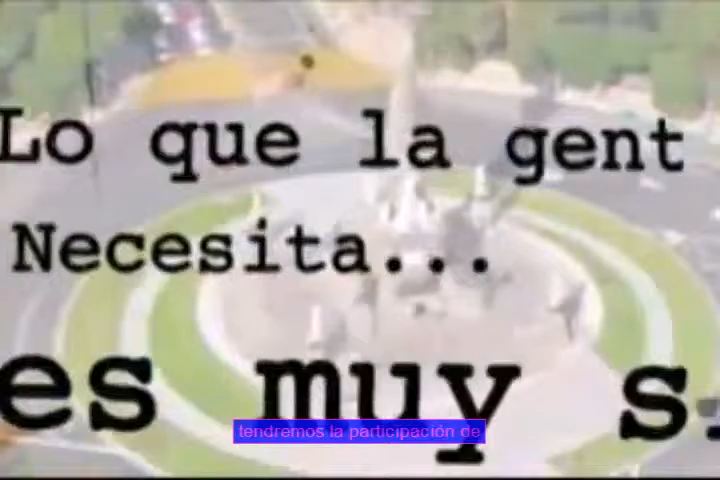 Lo que la gent
Necesita...
es muy s
tendremos la participación de